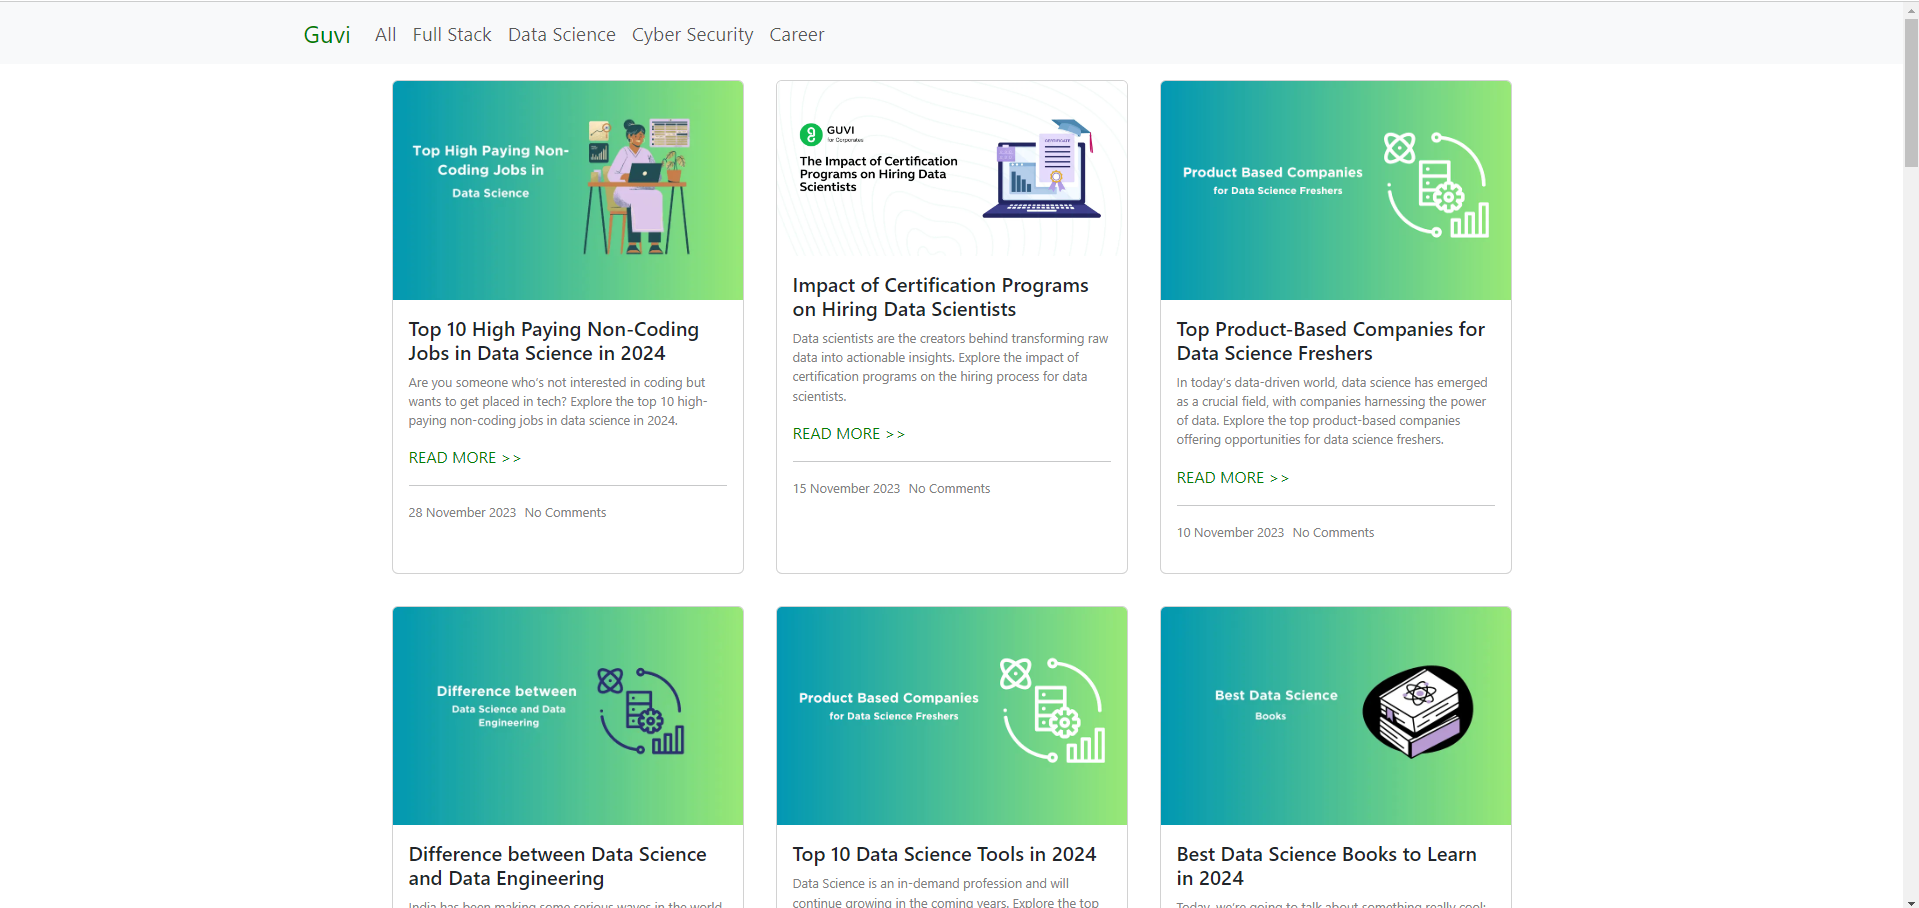 Guvi All Full Stack Data Science Cyber Security Career
Top High Paying Non-
Coding Jobs in
Data Science
Top 10 High Paying Non-Coding
Jobs in Data Science in 2024
Are you someone who's not interested in coding but
wants to get placed in tech? Explore the top 10 high-
paying non-coding jobs in data science in 2024.
READ MORE >>
28 November 2023 No Comments
GUVI
for Corporates
The Impact of Certification
Programs on Hiring Data
Scientists
CERTIFICATE
Impact of Certification Programs
on Hiring Data Scientists
Data scientists are the creators behind transforming raw
data into actionable insights. Explore the impact of
certification programs on the hiring process for data
scientists.
READ MORE >>
15 November 2023 No Comments
Product Based Companies
for Data Science Freshers
Top Product-Based Companies for
Data Science Freshers
In today's data-driven world, data science has emerged
as a crucial field, with companies harnessing the power
of data. Explore the top product-based companies
offering opportunities for data science freshers.
READ MORE >>
10 November 2023 No Comments
Difference between
Data Science and Data
Engineering
Difference between Data Science
and Data Engineering
India has been making some serious waves in the world
Product Based Companies
for Data Science Freshers
Top 10 Data Science Tools in 2024
Data Science is an in-demand profession and will
continue growing in the coming years. Explore the top
Best Data Science
Books
Best Data Science Books to Learn
in 2024
Today, we're going to talk about something really cool: